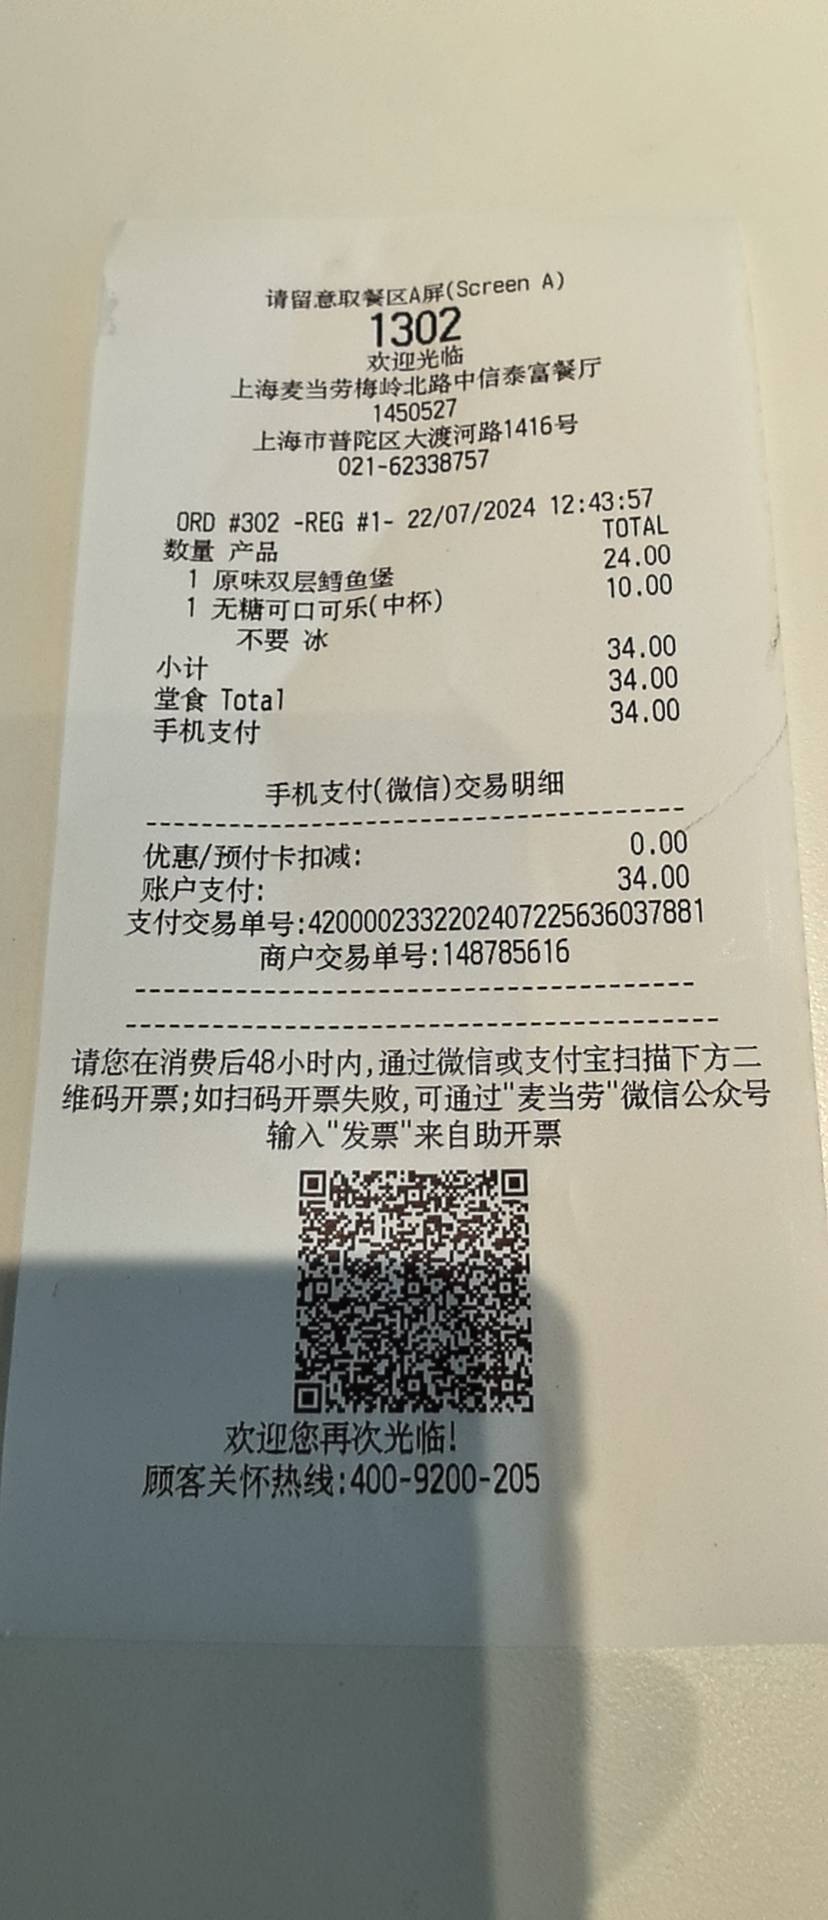 请留意取餐区A屏(Screen A)
1302
欢迎光临
上海麦当劳梅岭北路中信泰富餐厅
1450527
上海市普陀区大渡河路1416号
021-62338757
ORD #302 -REG #1- 22/07/2024 12:43:57
数量 产品 TOTAL
1 原味双层鳕鱼堡 24.00
1 无糖可口可乐(中杯) 10.00
不要 冰
小计 34.00
堂食 Total 34.00
手机支付 34.00
手机支付(微信)交易明细
----------------------------------------
优惠/预付卡扣减: 0.00
账户支付: 34.00
支付交易单号:4200002332202407225636037881
商户交易单号:148785616
----------------------------------------
----------------------------------------
请您在消费后48小时内,通过微信或支付宝扫描下方二
维码开票;如扫码开票失败,可通过"麦当劳"微信公众号
输入"发票"来自助开票
欢迎您再次光临!
顾客关怀热线:400-9200-205